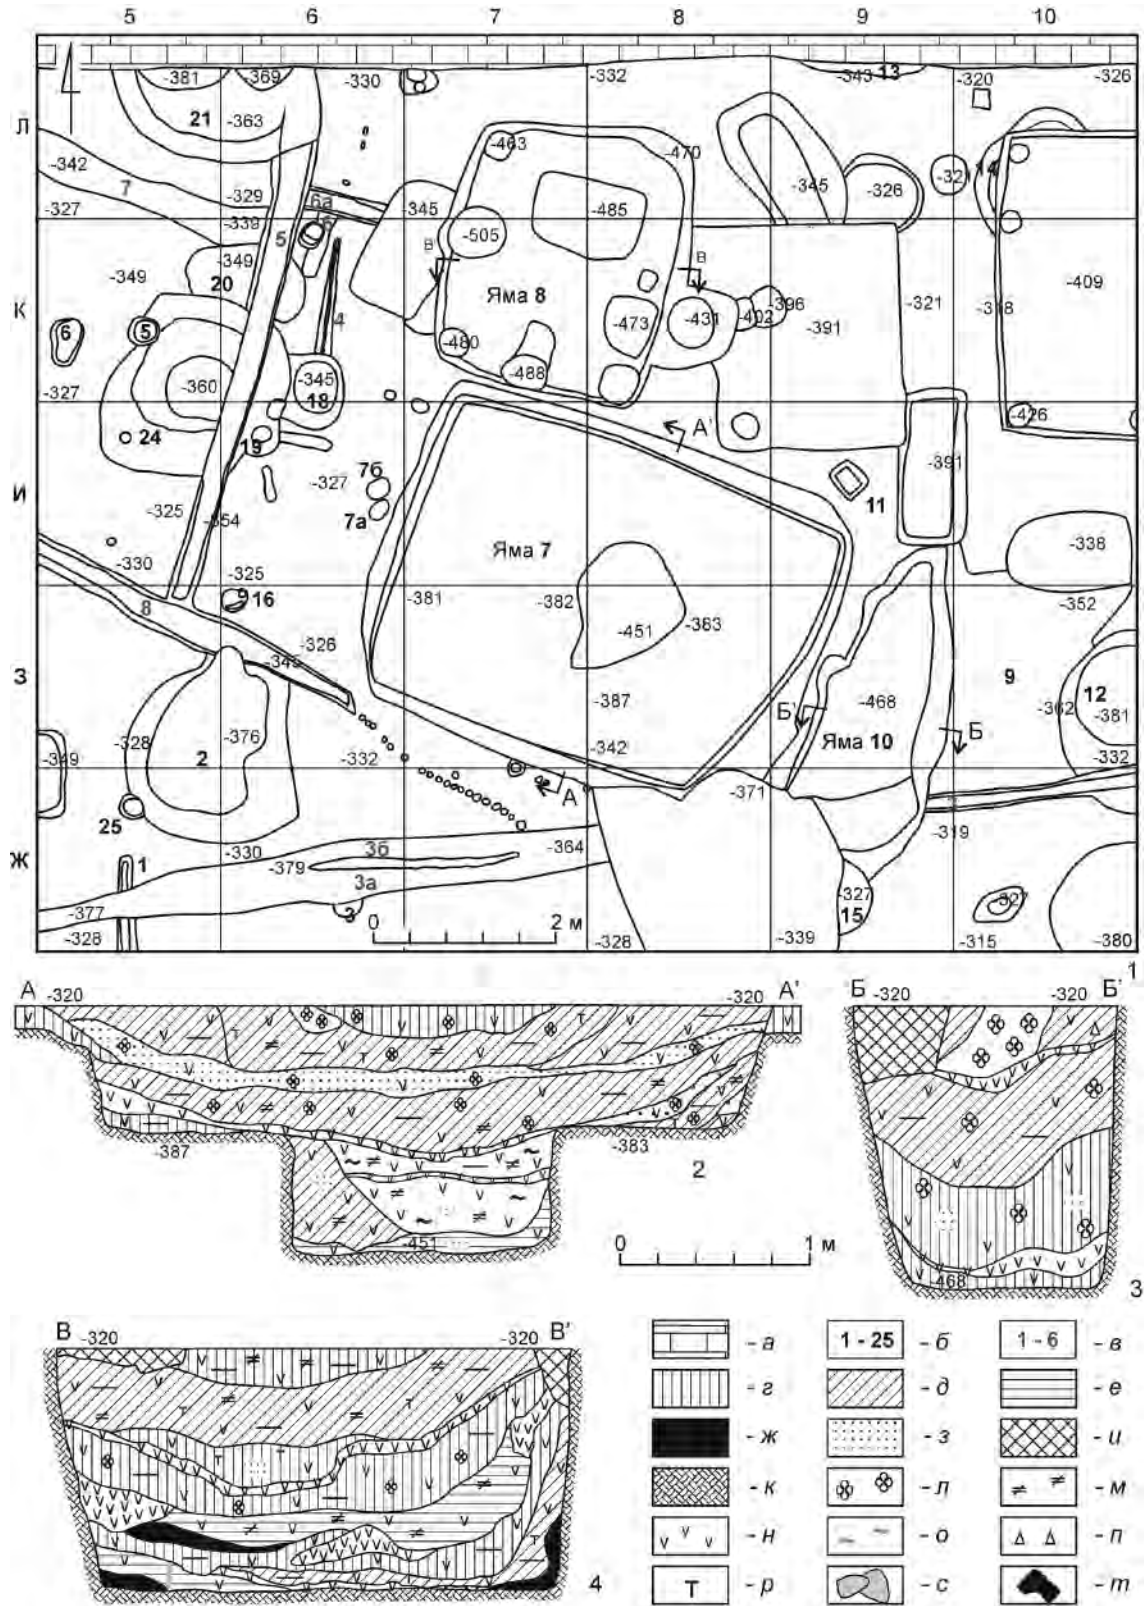 5 6 7 8 9 10
-381 -369 -330 -332 -343 13 -320 -326
Л 21 -363 -463 -470
-342 7 -329 6а -345 -345 -326 -32 14
-327 -339 6 -485
5 -505 в в
-349 -349 20 Яма 8 -321 -318 -409
К 4 -396
6 5 -473 -431 -402 -391
-480
-360 -345 -488
-327 18 -426
24 19 А'
7б -391
И -327 11
-325 -354 7а
Яма 7 -338
-330 -325
8 16 -381 -382 -383 -352
-451
-326
З -345 9
-387 Б' -468 -362 12 -381
-349 -328 2 -376 -332 -342 Яма 10 Б -332
А -371
25 -319
-330 3б -364
Ж 1 -379
3а -327 -327
-377 3 0 2 м 15
-328 -328 -339 -315 -380
1
А -320 -320 А' Б -320 -320 Б'
-387 -383
2
-451 0 1 м
468
3
В -320 -320 В'
4
- а 1 - 25 - б 1 - 6 - в
- г - д - е
- ж - з - и
- к - л - м
- н - о - п
- р - с - т